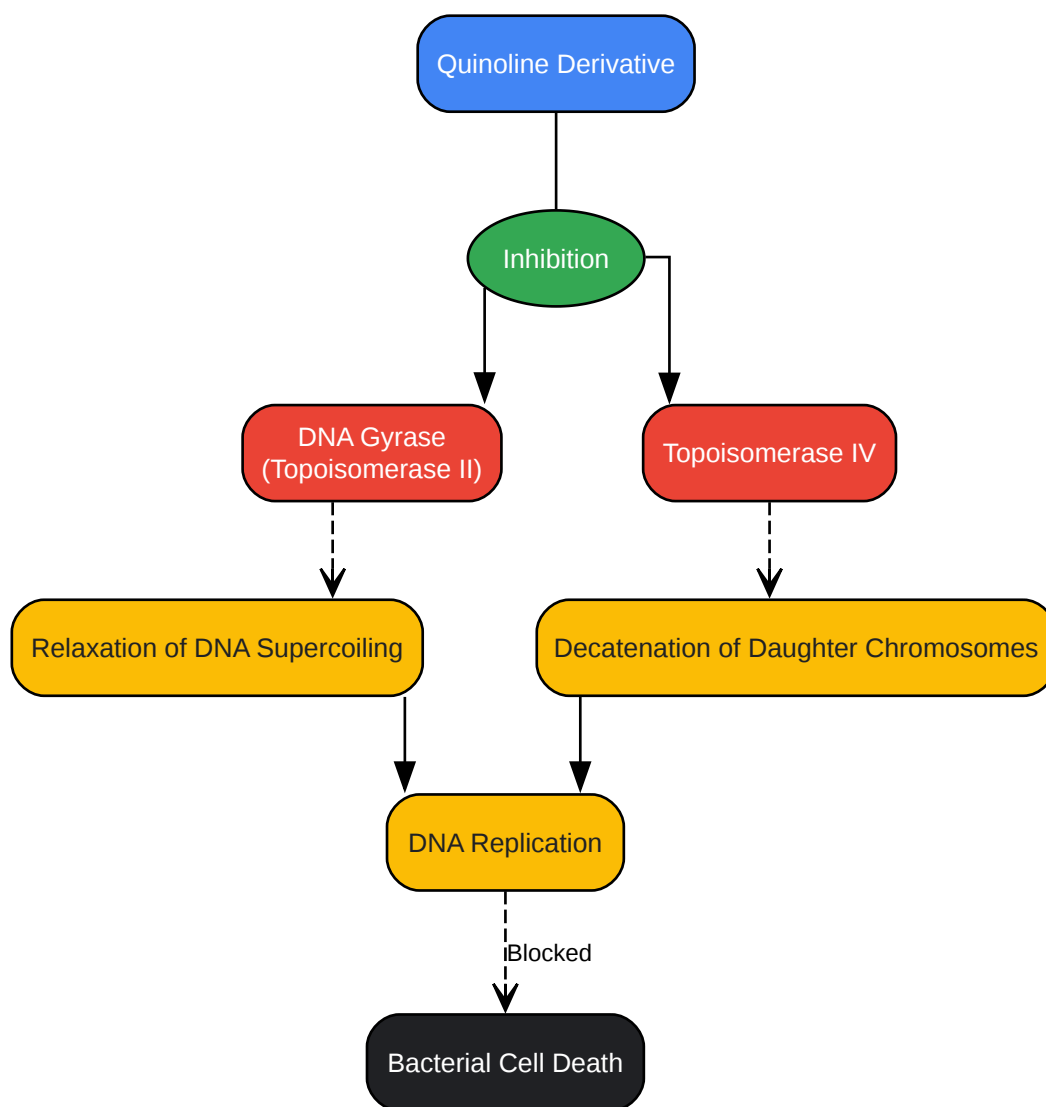 Quinoline Derivative
Inhibition
DNA Gyrase
(Topoisomerase II)
Topoisomerase IV
Relaxation of DNA Supercoiling
Decatenation of Daughter Chromosomes
DNA Replication
Blocked
Bacterial Cell Death